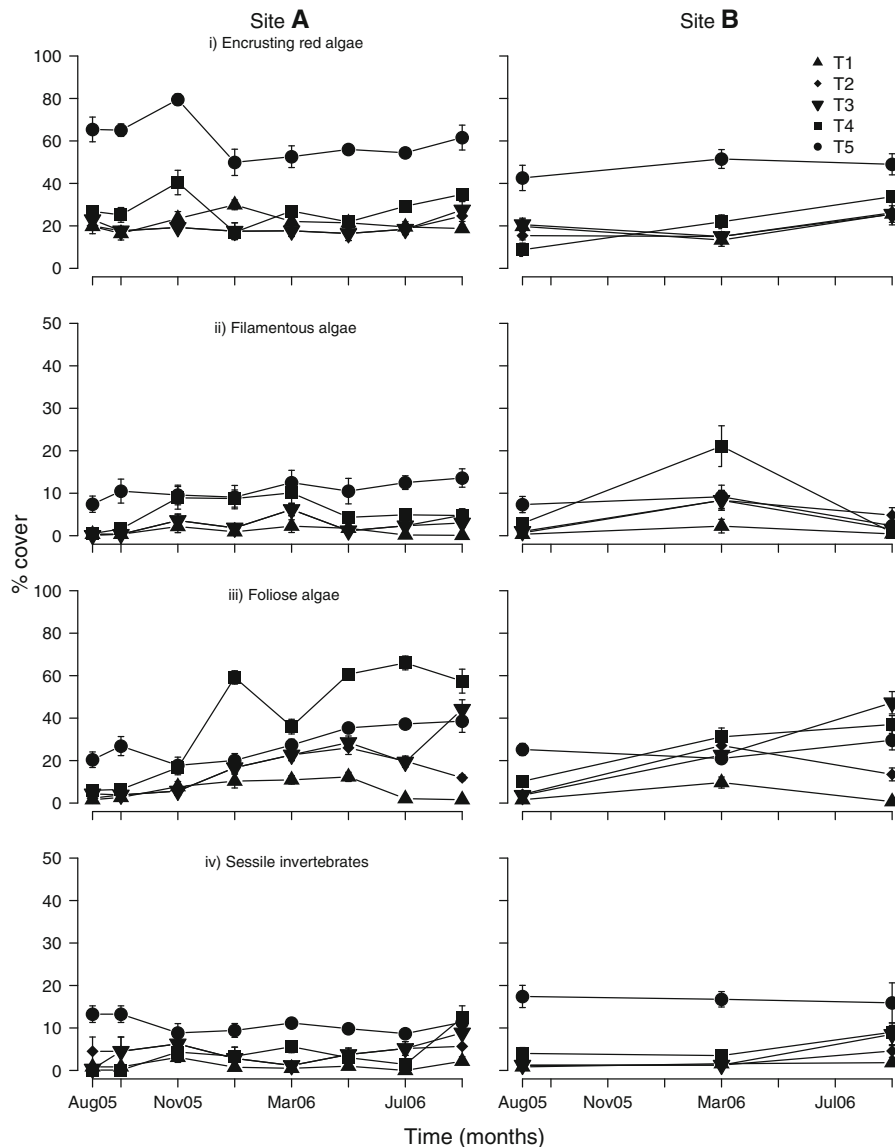 Site A
Site B
i) Encrusting red algae
100
80
60
40
20
0
T1
T2
T3
T4
T5
ii) Filamentous algae
50
40
30
20
10
0
% cover
iii) Foliose algae
100
80
60
40
20
0
iv) Sessile invertebrates
50
40
30
20
10
0
Aug05 Nov05 Mar06 Jul06
Aug05 Nov05 Mar06 Jul06
Time (months)